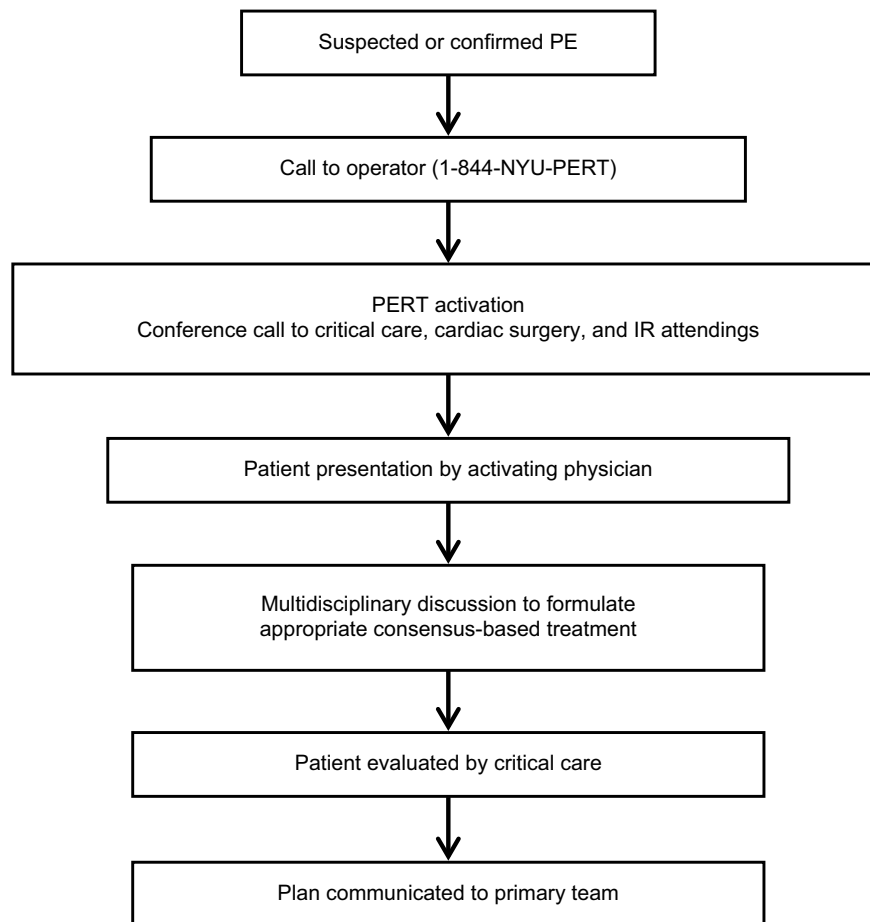 Suspected or confirmed PE
Call to operator (1-844-NYU-PERT)
PERT activation
Conference call to critical care, cardiac surgery, and IR attendings
Patient presentation by activating physician
Multidisciplinary discussion to formulate
appropriate consensus-based treatment
Patient evaluated by critical care
Plan communicated to primary team